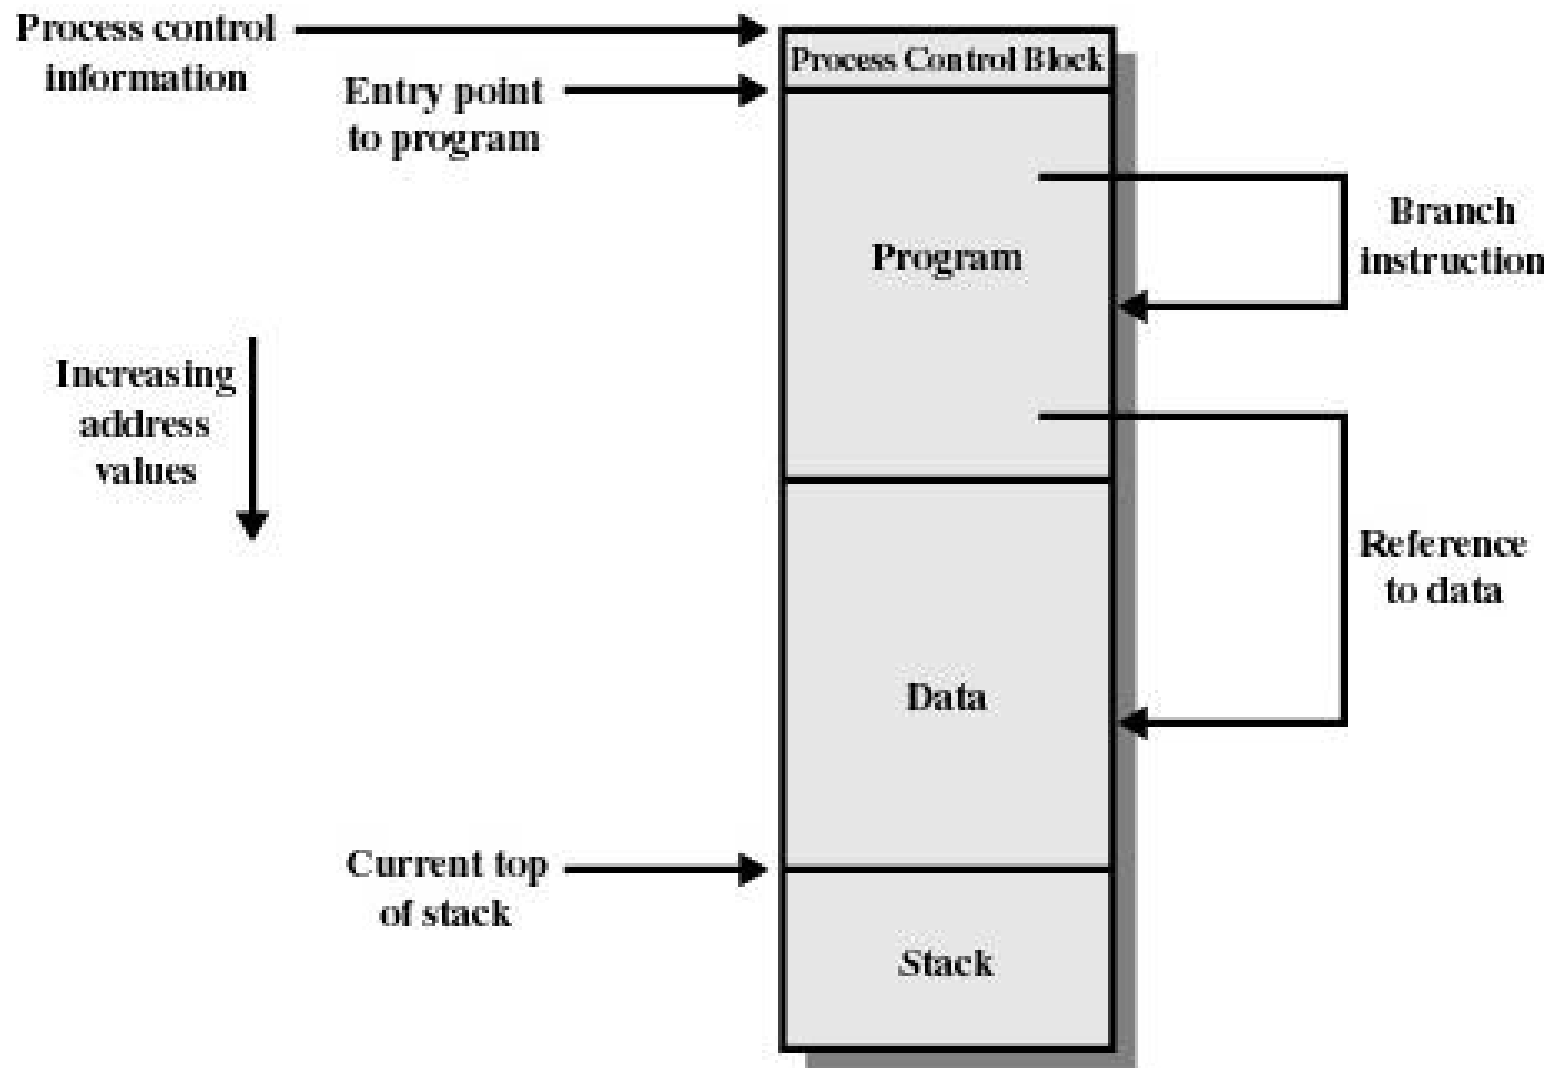 Process control
information
Process Control Block
Entry point
to program
Branch
instruction
Program
Increasing
address
values
Reference
to data
Data
Current top
of stack
Stack